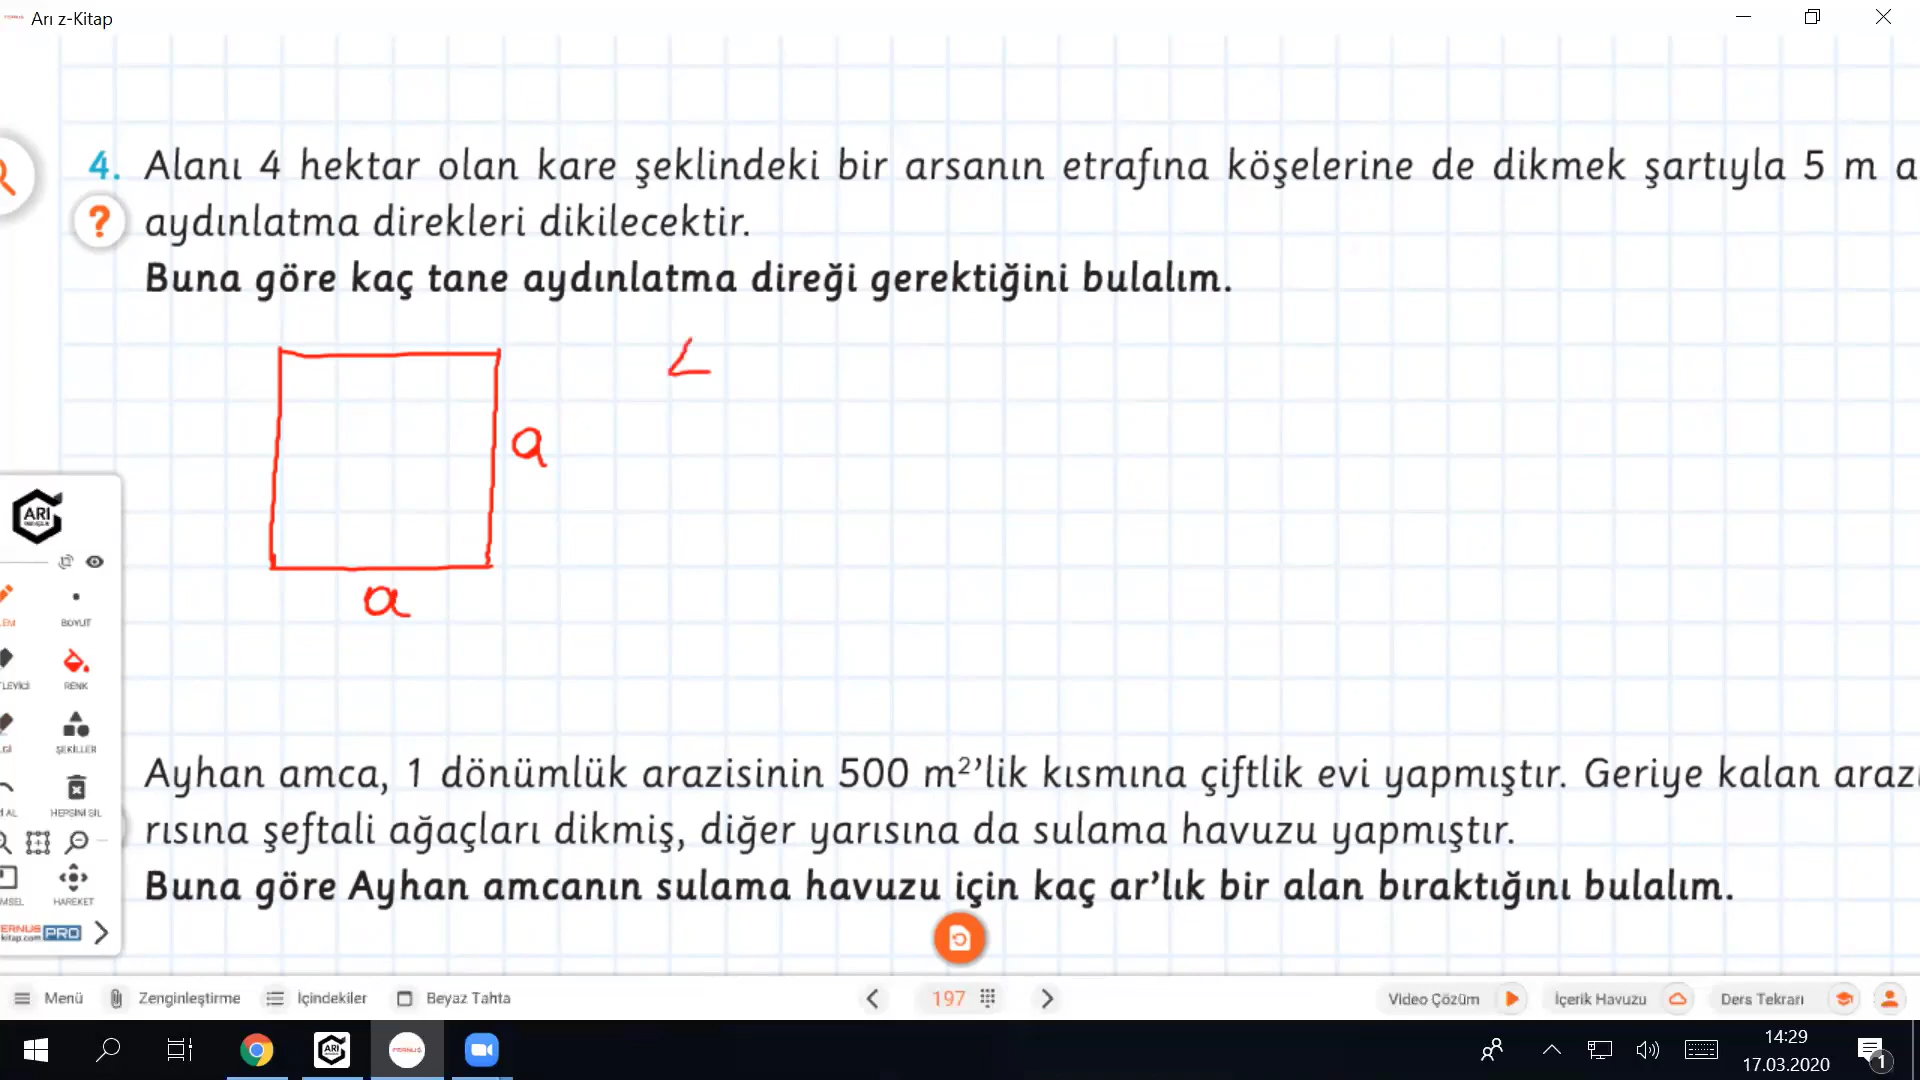 Arı z-Kitap
4. Alanı 4 hektar olan kare şeklindeki bir arsanın etrafına köşelerine de dikmek şartıyla 5 m a
? aydınlatma direkleri dikilecektir.
Buna göre kaç tane aydınlatma direği gerektiğini bulalım.
a
a
ARI
BOYUT
RENK
ŞEKİLLER
HEPSİNİ SİL
HAREKET
PRO
Ayhan amca, 1 dönümlük arazisinin 500 m²’lik kısmına çiftlik evi yapmıştır. Geriye kalan araz
rısına şeftali ağaçları dikmiş, diğer yarısına da sulama havuzu yapmıştır.
Buna göre Ayhan amcanın sulama havuzu için kaç ar’lık bir alan bıraktığını bulalım.
Menü Zenginleştirme İçindekiler Beyaz Tahta 197 Video Çözüm İçerik Havuzu Ders Tekrarı
ARI FERNUS 14:29
17.03.2020 1